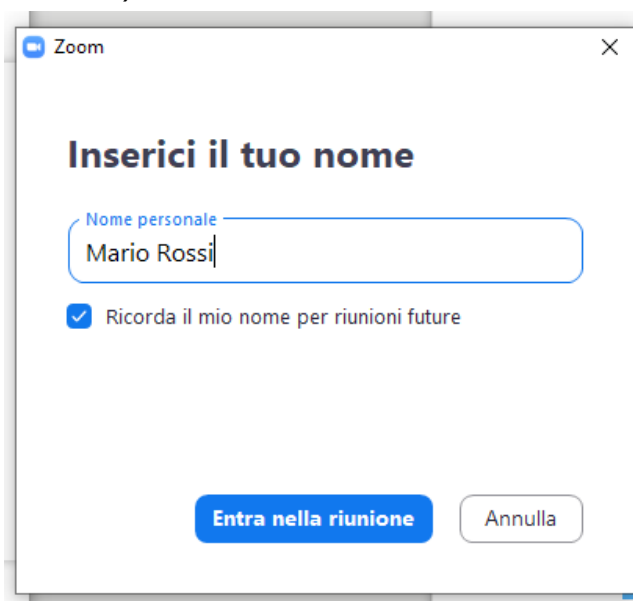 Zoom
Inserici il tuo nome
Nome personale
Mario Rossi
Ricorda il mio nome per riunioni future
Entra nella riunione
Annulla